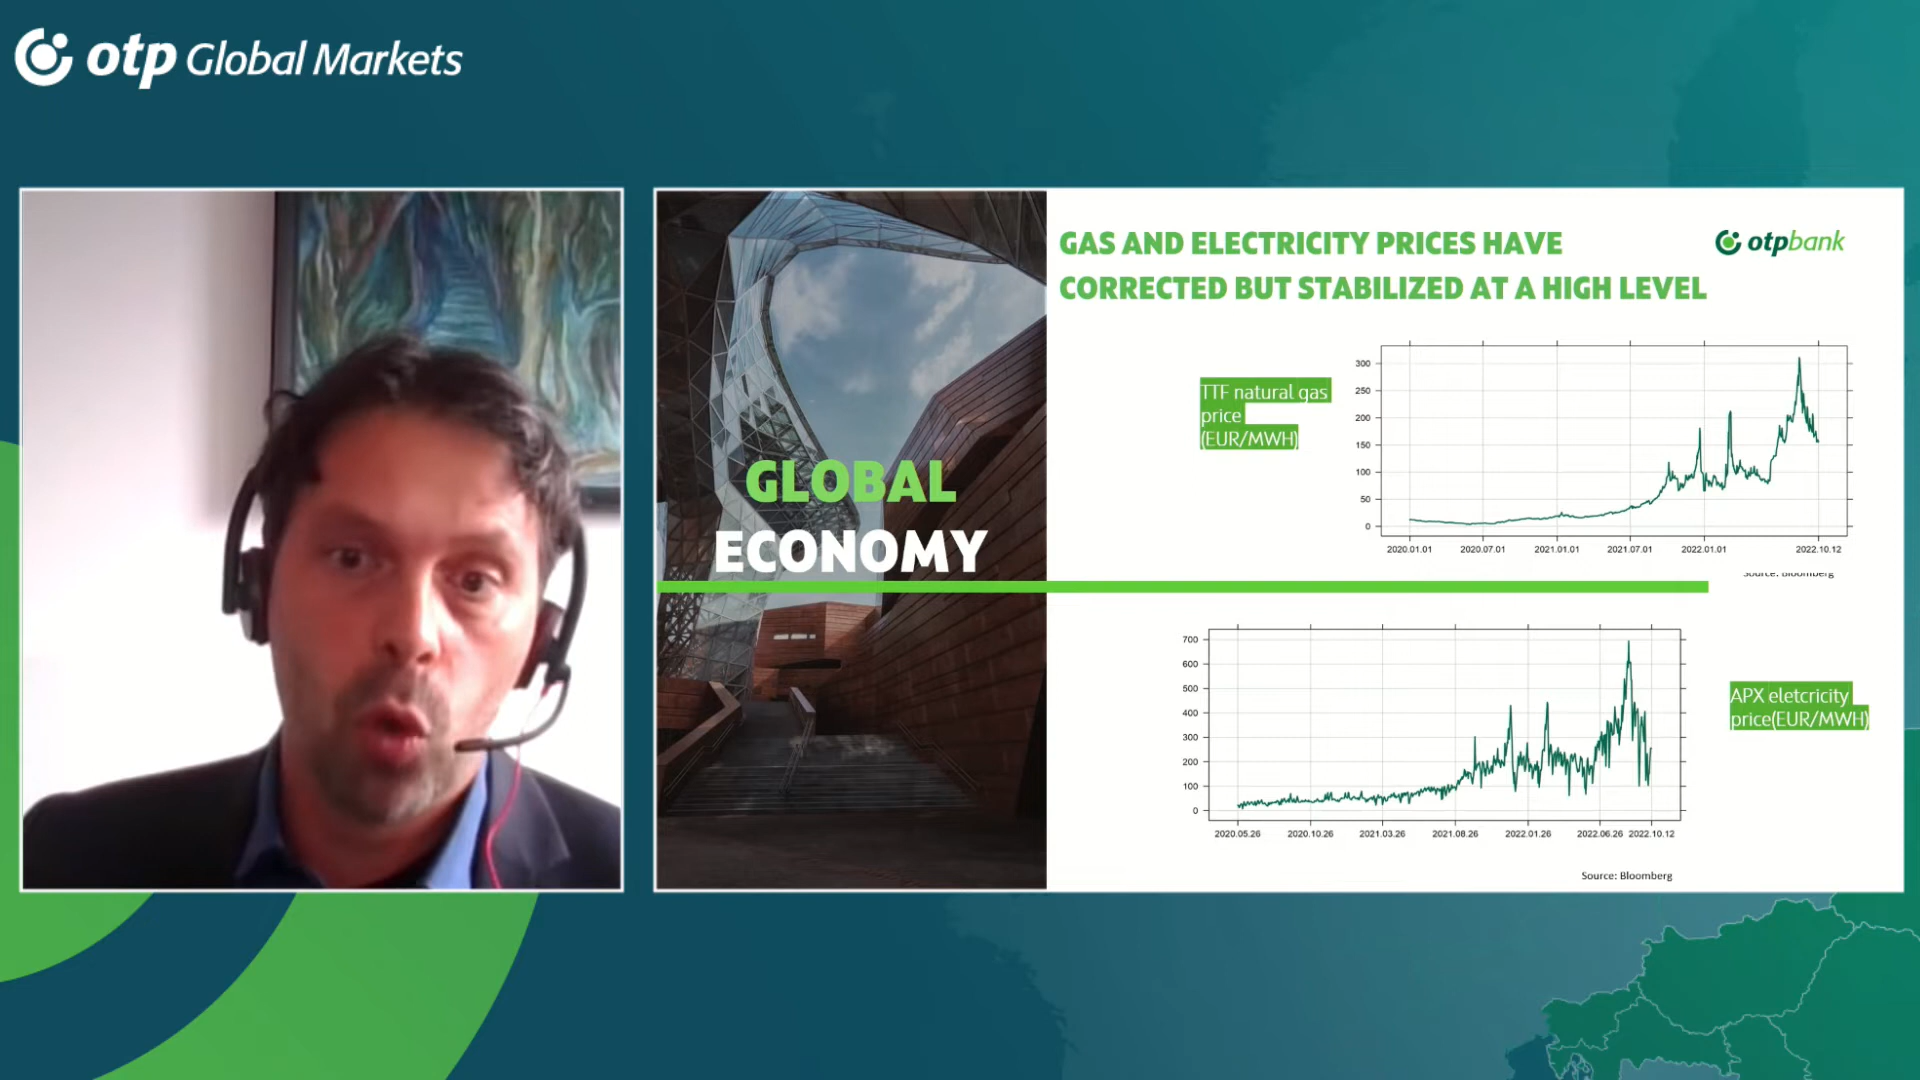 otp Global Markets
GAS AND ELECTRICITY PRICES HAVE
CORRECTED BUT STABILIZED AT A HIGH LEVEL
otpbank
GLOBAL
ECONOMY
TTF natural gas
price
(EUR/MWH)
300
250
200
150
100
50
0
2020.01.01 2020.07.01 2021.01.01 2021.07.01 2022.01.01 2022.10.12
Source: Bloomberg
700
600
500
400
300
200
100
0
2020.05.26 2020.10.26 2021.03.26 2021.08.26 2022.01.26 2022.06.26 2022.10.12
APX eletcricity
price(EUR/MWH)
Source: Bloomberg